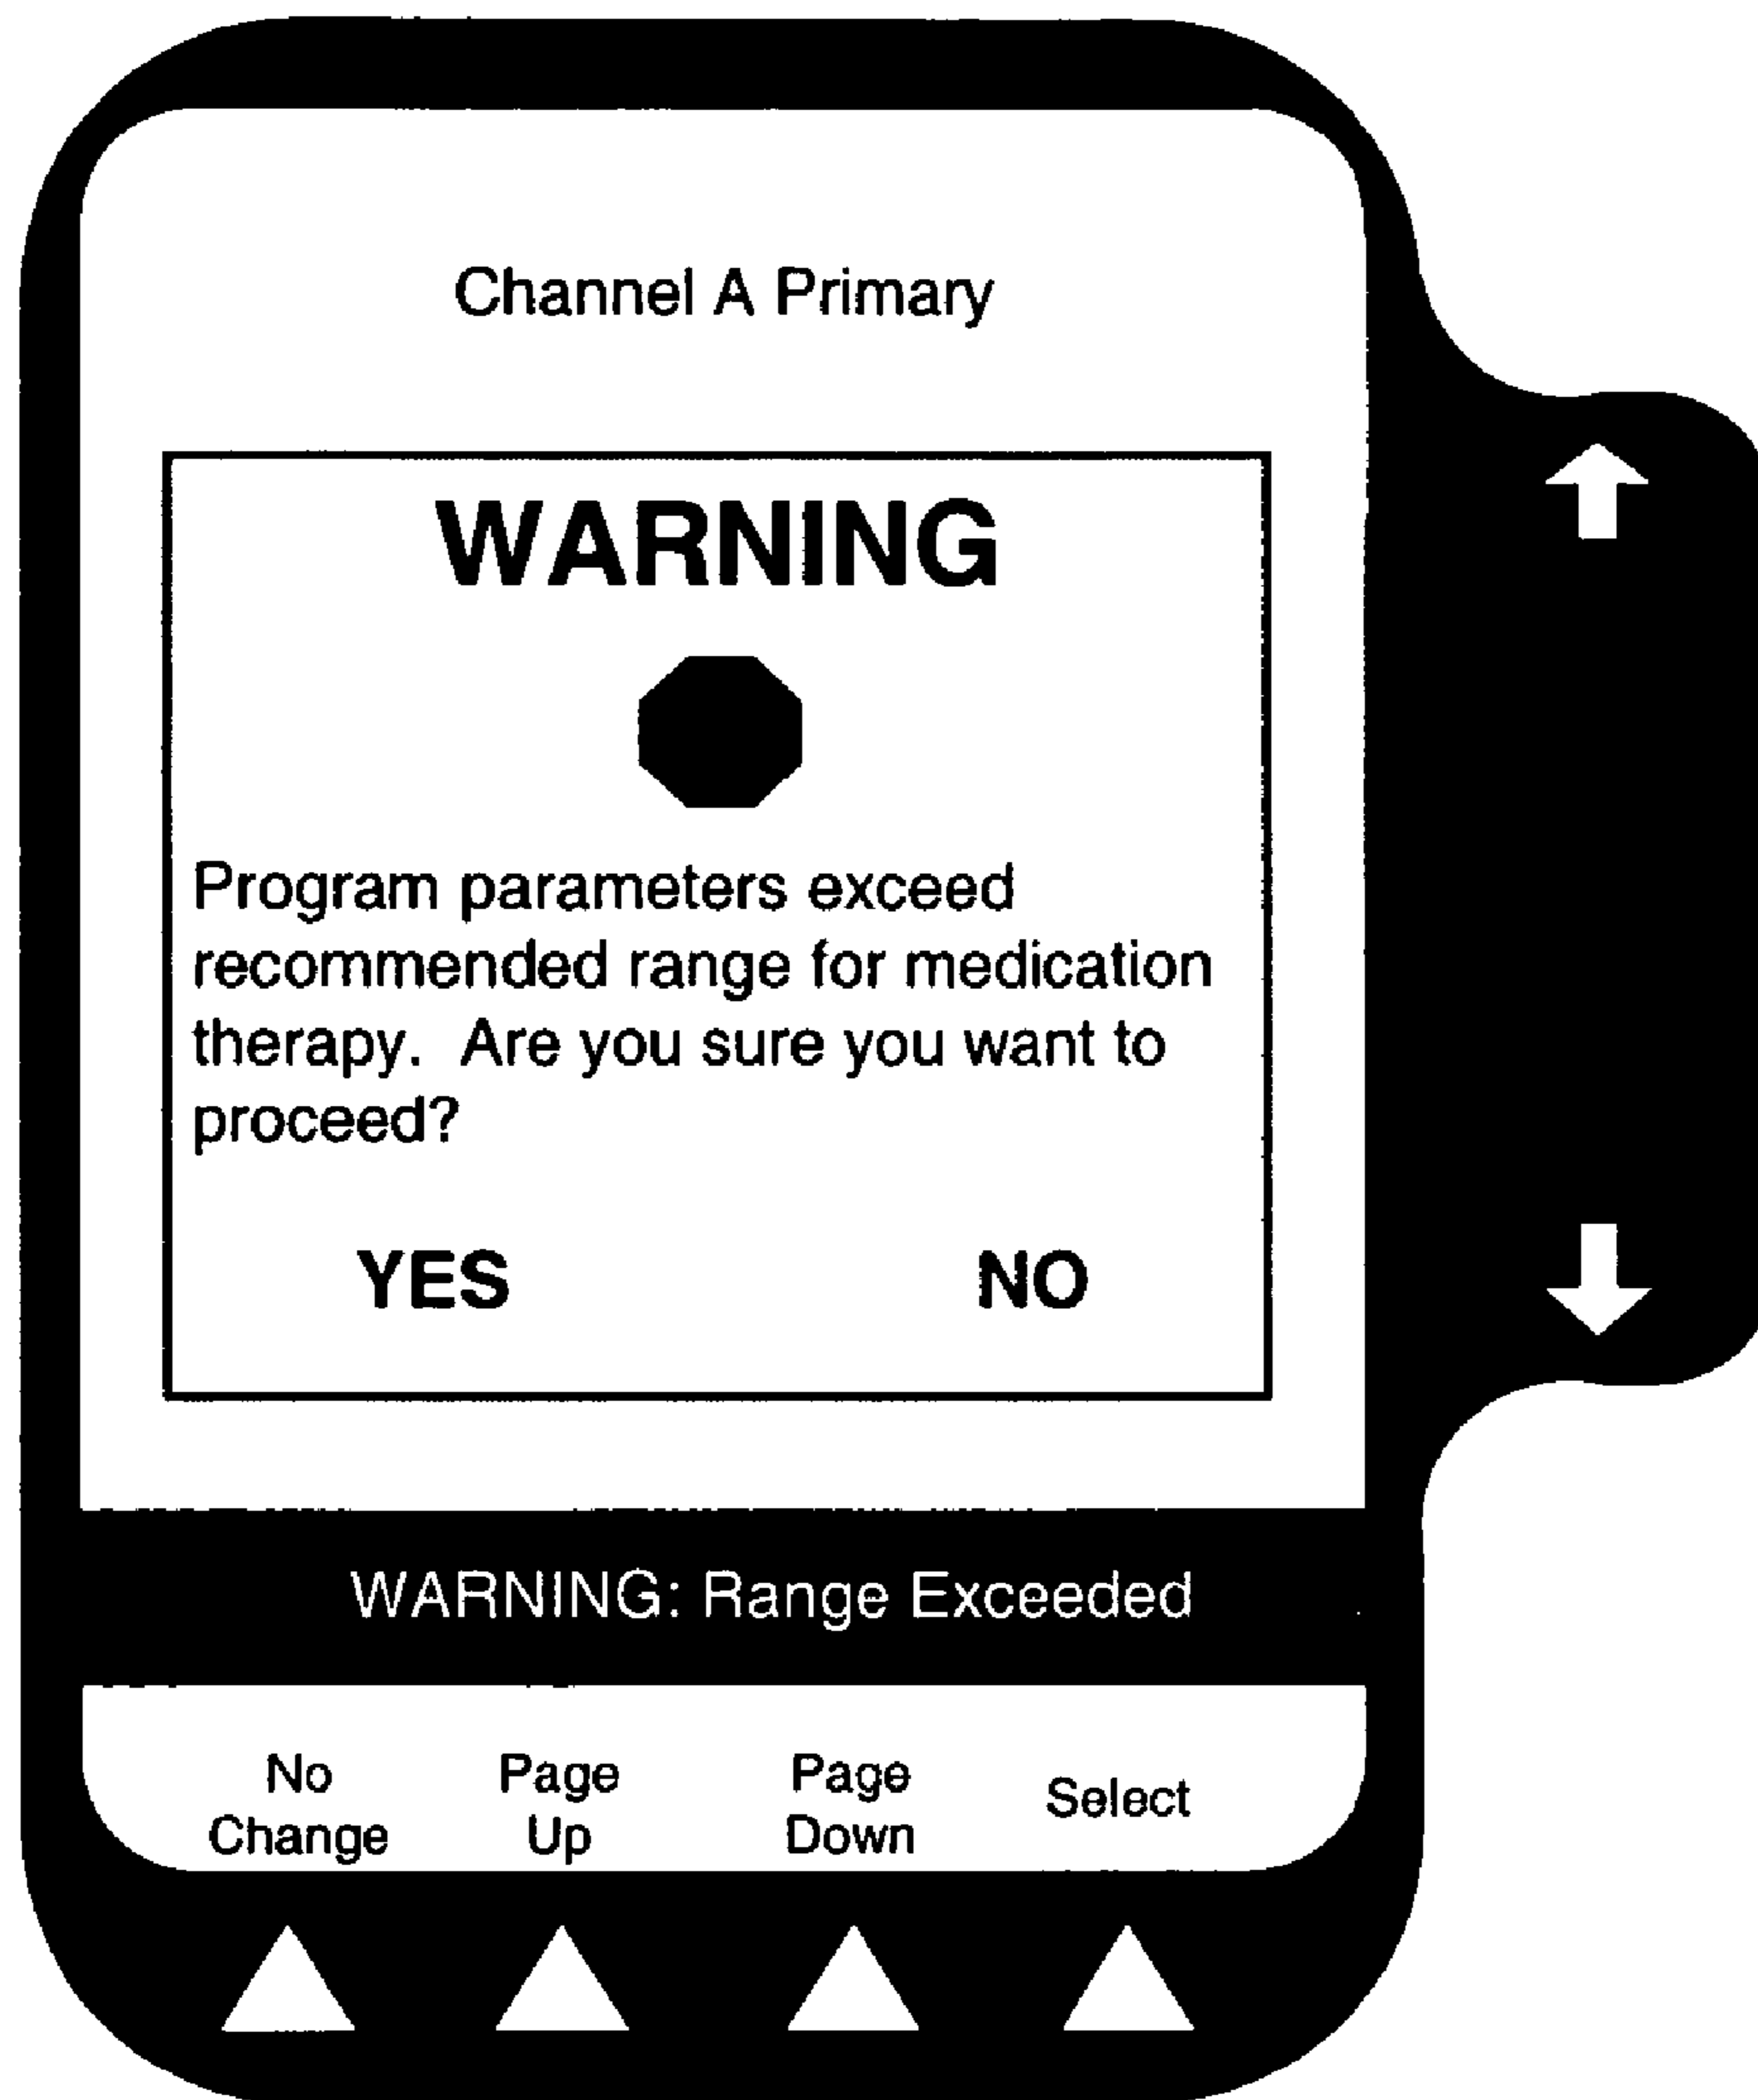 Channel A Primary
WARNING
Program parameters exceed
recommended range for medication
therapy.  Are you sure you want to
proceed?
YES NO
WARNING: Range Exceeded
No Page Page Select
Change Up Down